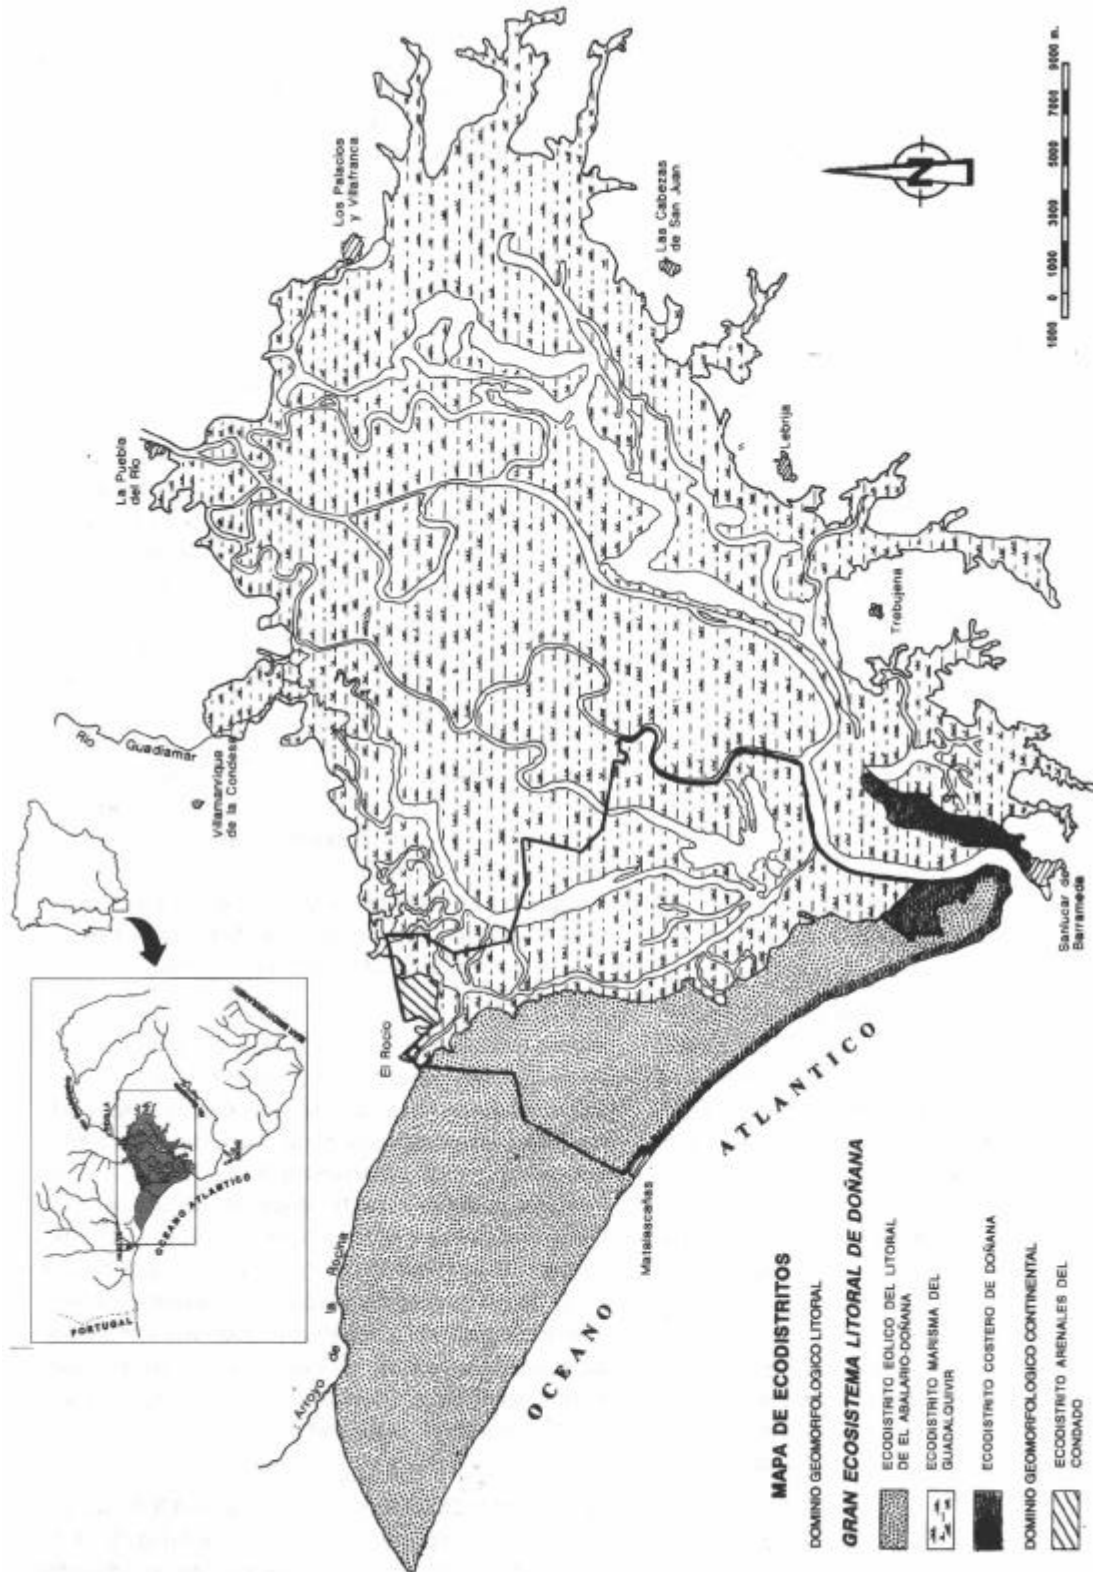 PORTUGAL
OCEANO ATLANTICO
Río
Guadiamar
Villamanrique
de la Condesa
La Puebla
del Río
Los Palacios
y Villafranca
Las Cabezas
de San Juan
Lebrija
Trebujena
Sanlucar de
Barrameda
El Rocío
Arroyo de la Rocina
Matalascañas
OCEANO
ATLANTICO
N
1000 0 1000 3000 5000 7000 9000 m.
MAPA DE ECODISTRITOS
DOMINIO GEOMORFOLOGICO LITORAL
GRAN ECOSISTEMA LITORAL DE DOÑANA
ECODISTRITO EOLICO DEL LITORAL
DE EL ABALARIO-DOÑANA
ECODISTRITO MARISMA DEL
GUADALQUIVIR
ECODISTRITO COSTERO DE DOÑANA
DOMINIO GEOMORFOLOGICO CONTINENTAL
ECODISTRITO ARENALES DEL
CONDADO